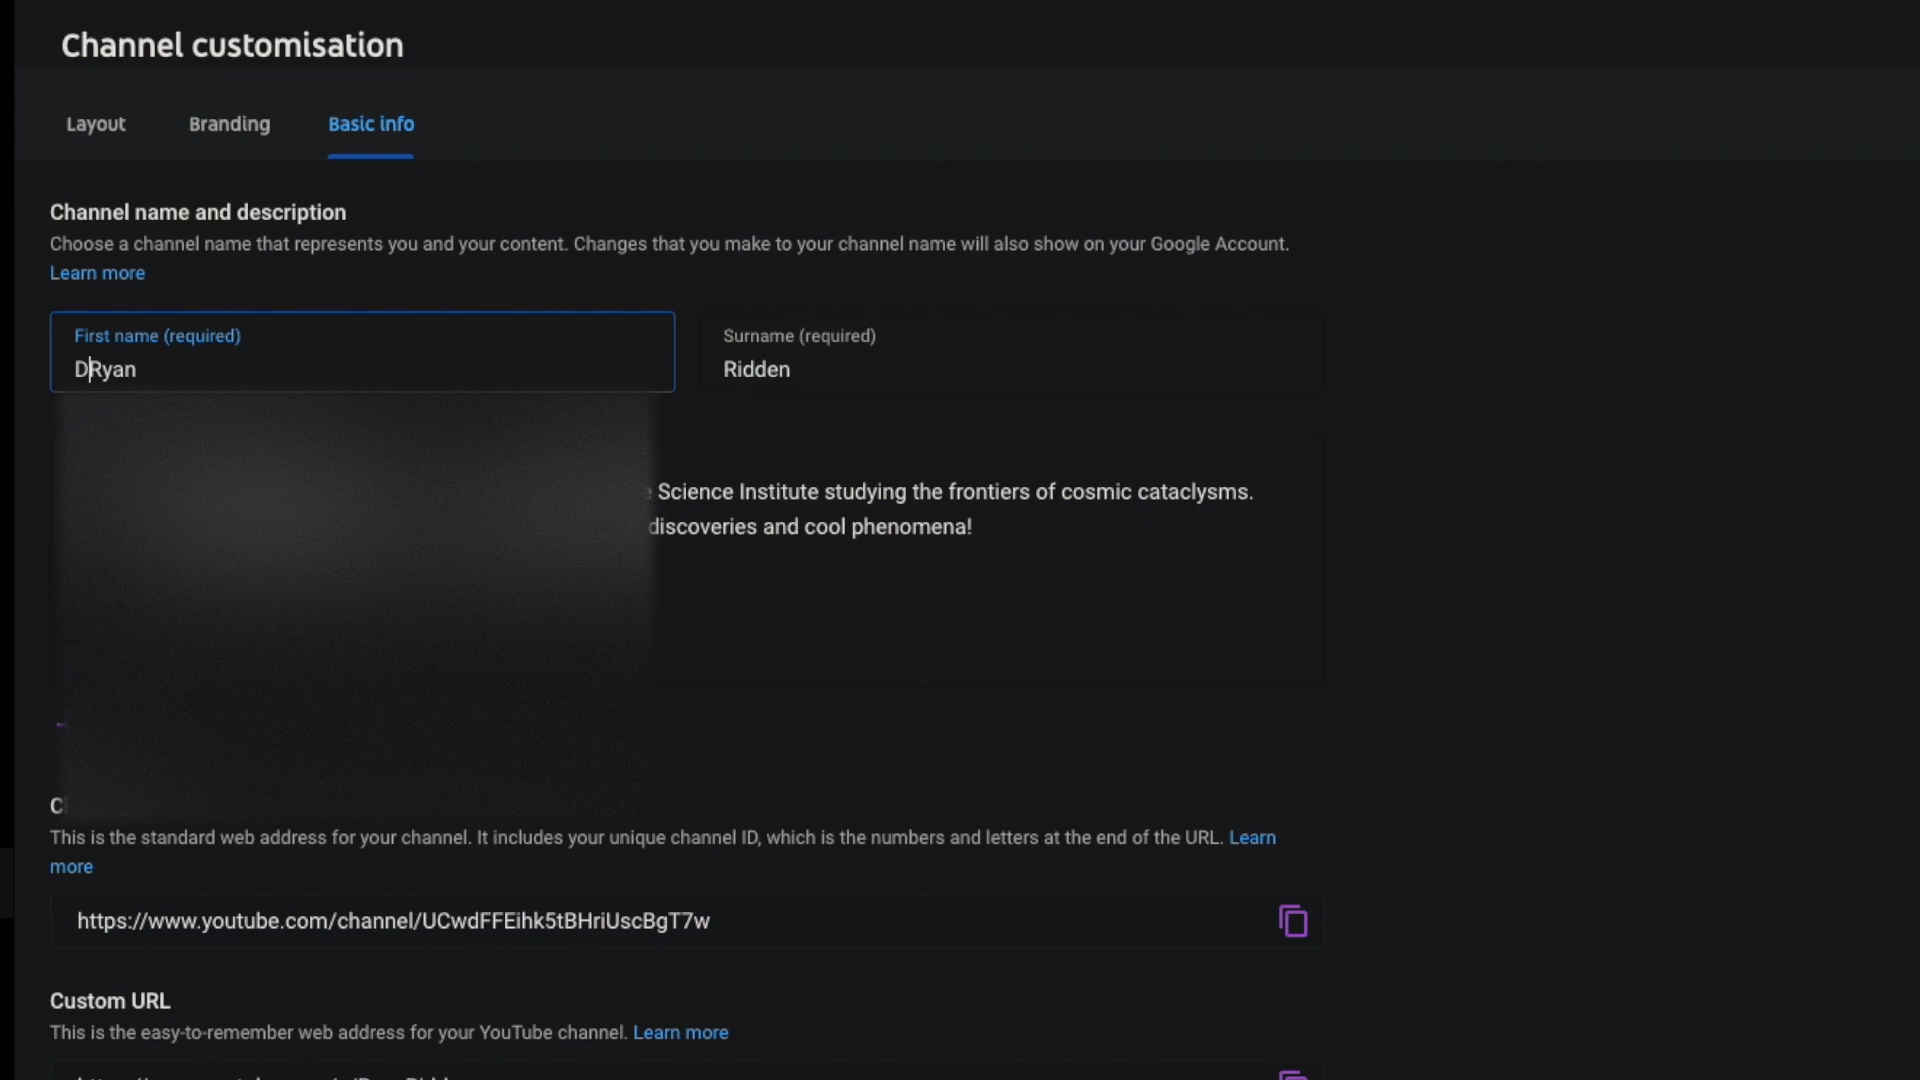 Channel customisation
Layout Branding Basic info
Channel name and description
Choose a channel name that represents you and your content. Changes that you make to your channel name will also show on your Google Account.
Learn more
First name (required) Surname (required)
DRyan Ridden
Science Institute studying the frontiers of cosmic cataclysms.
discoveries and cool phenomena!
This is the standard web address for your channel. It includes your unique channel ID, which is the numbers and letters at the end of the URL. Learn
more
https://www.youtube.com/channel/UCwdFFEihk5tBHriUscBgT7w
Custom URL
This is the easy-to-remember web address for your YouTube channel. Learn more